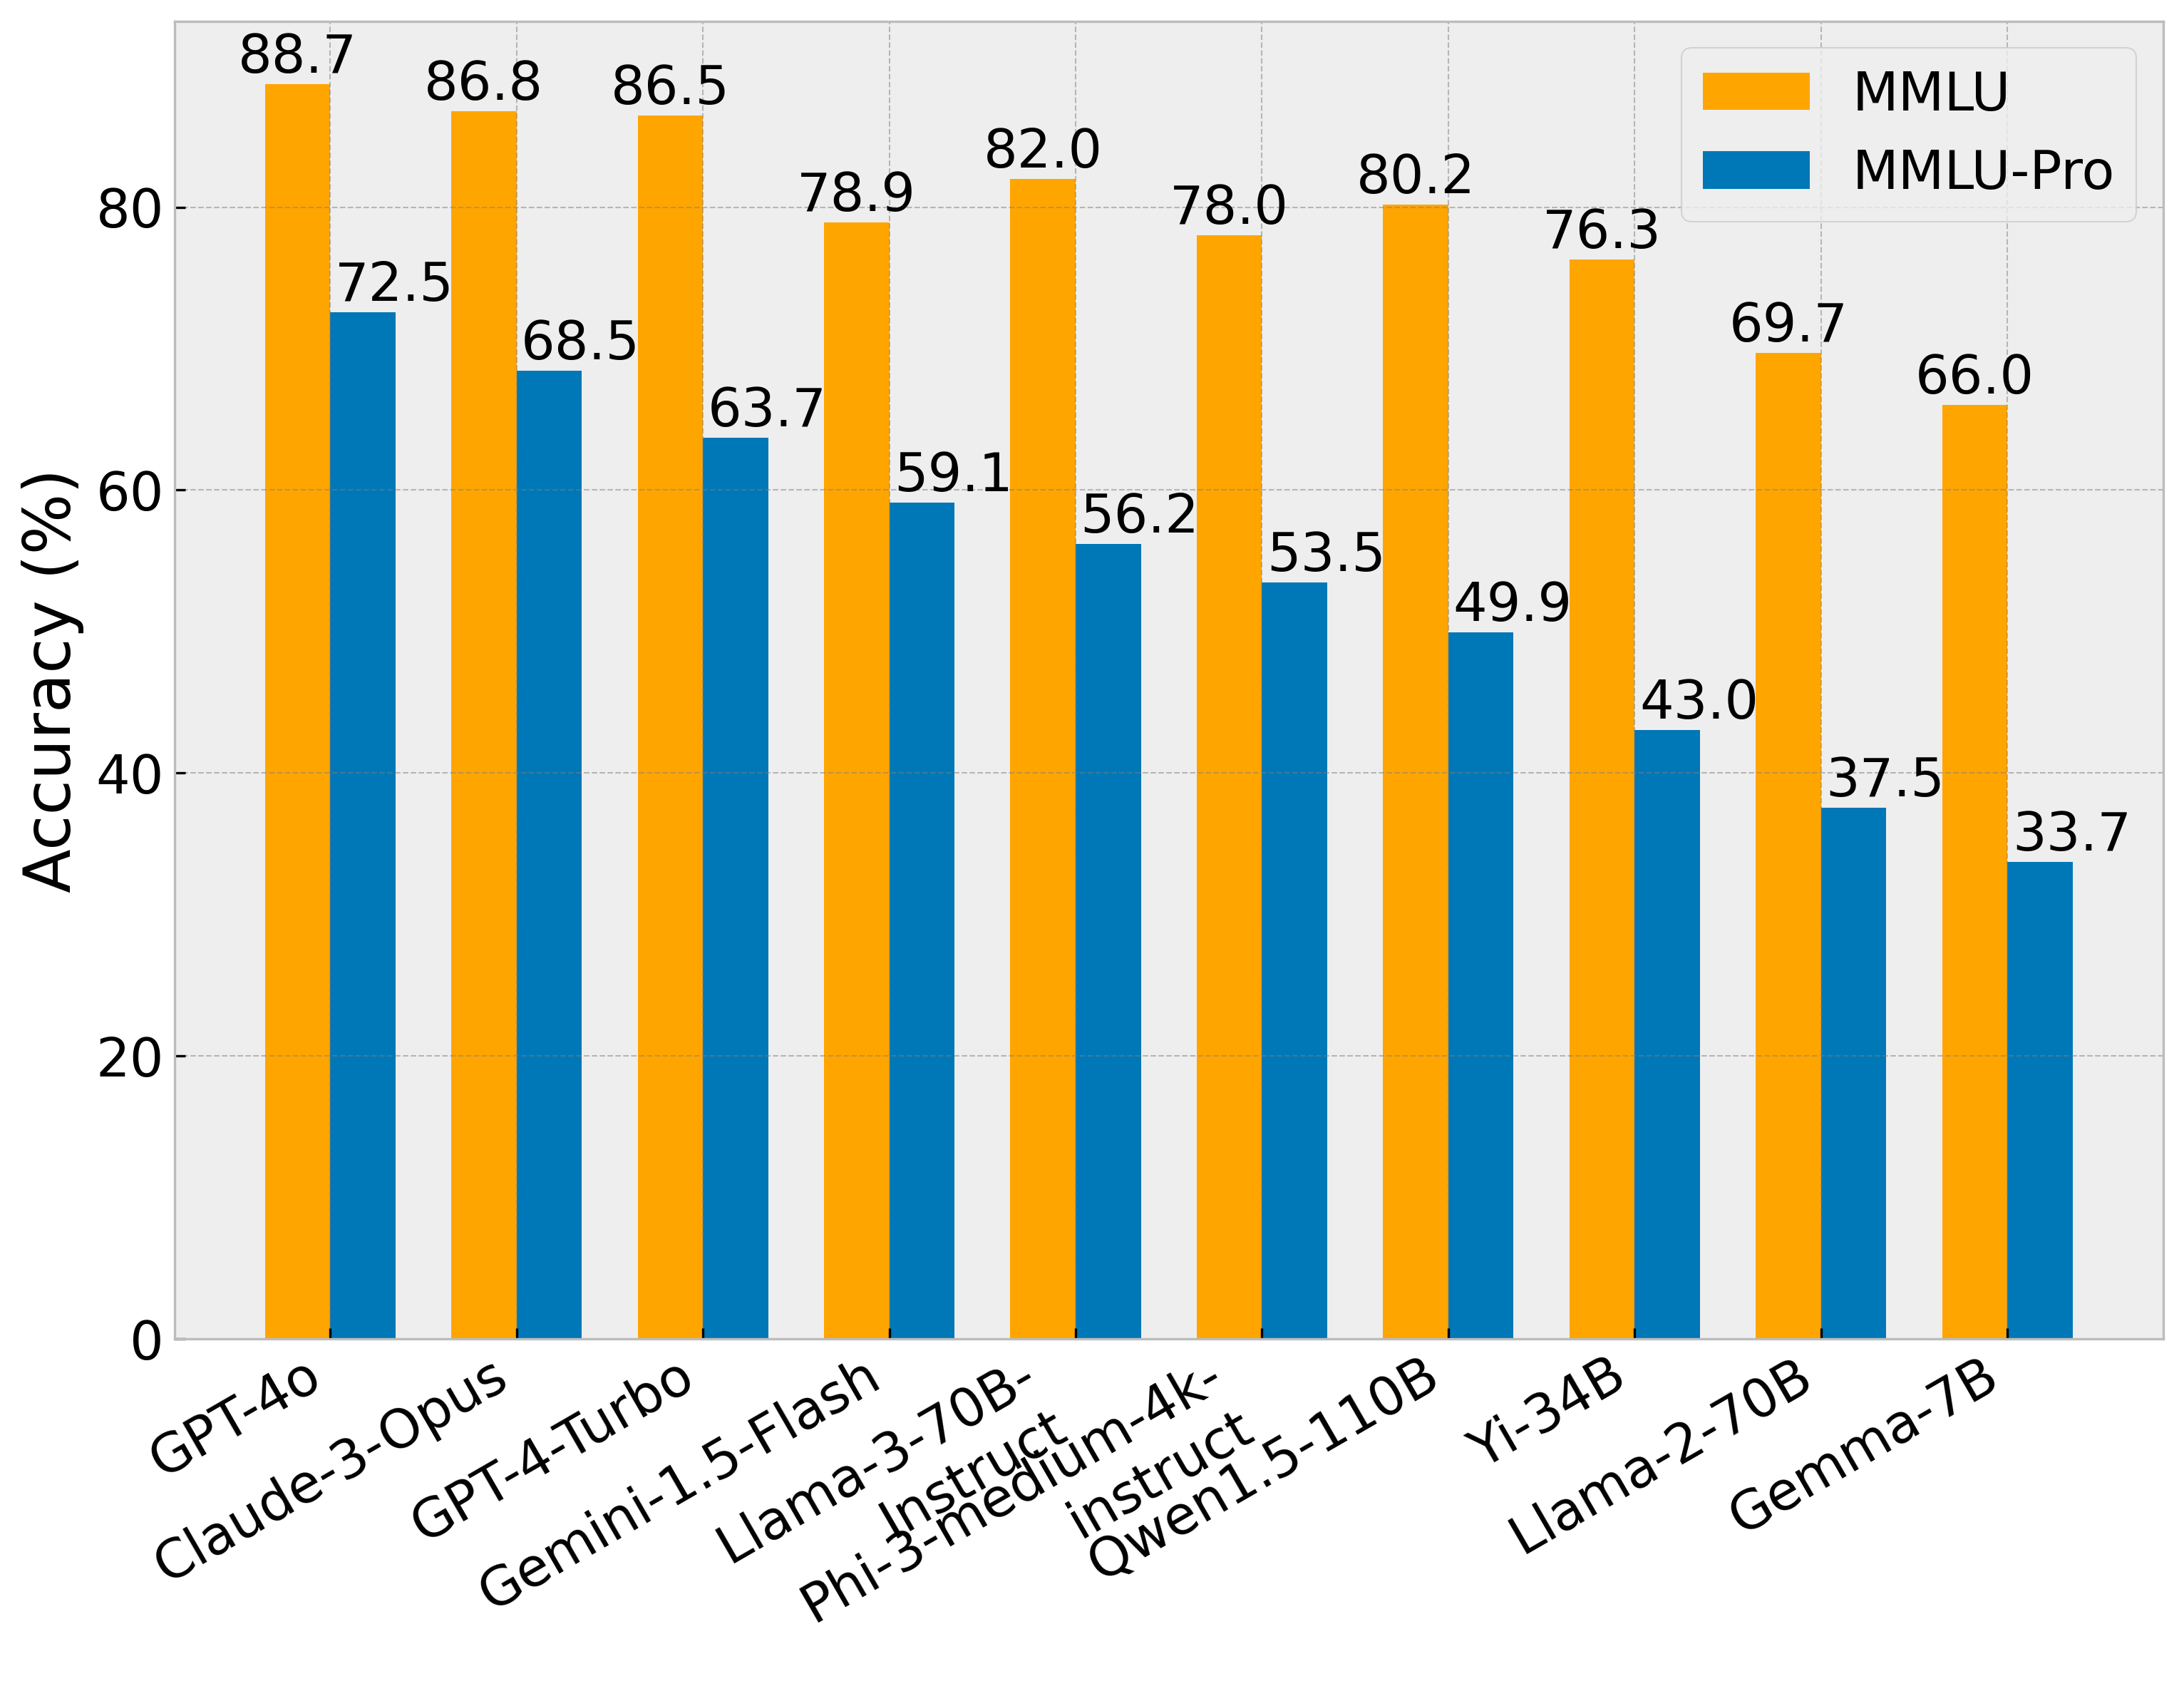 88.7
86.8
86.5
78.9
82.0
78.0
80.2
76.3
69.7
66.0
72.5
68.5
63.7
59.1
56.2
53.5
49.9
43.0
37.5
33.7
MMLU
MMLU-Pro
Accuracy (%)
80
60
40
20
0
GPT-4o
Claude-3-Opus
GPT-4-Turbo
Gemini-1.5-Flash
Llama-3-70B-
Instruct
Phi-3-medium-4k-
instruct
Qwen1.5-110B
Yi-34B
Llama-2-70B
Gemma-7B